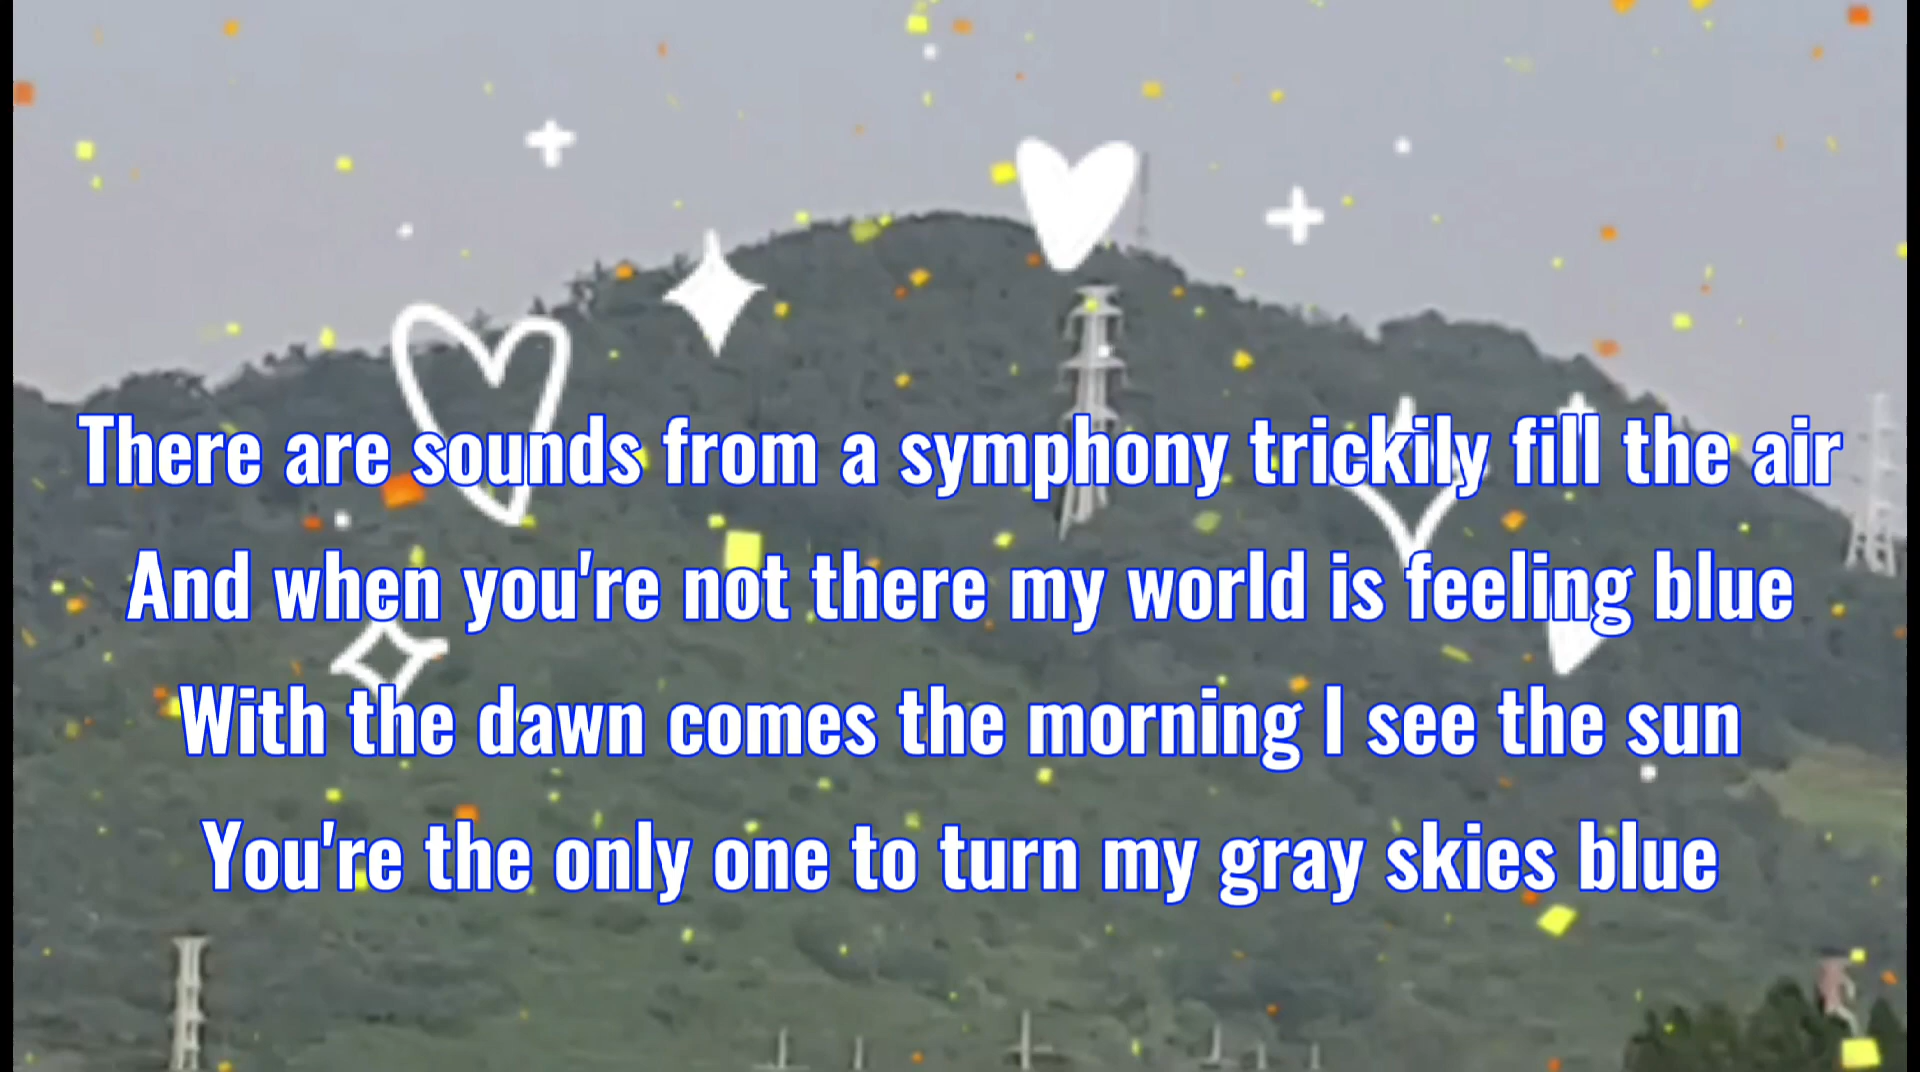 There are sounds from a symphony trickily fill the air
And when you're not there my world is feeling blue
With the dawn comes the morning I see the sun
You're the only one to turn my gray skies blue